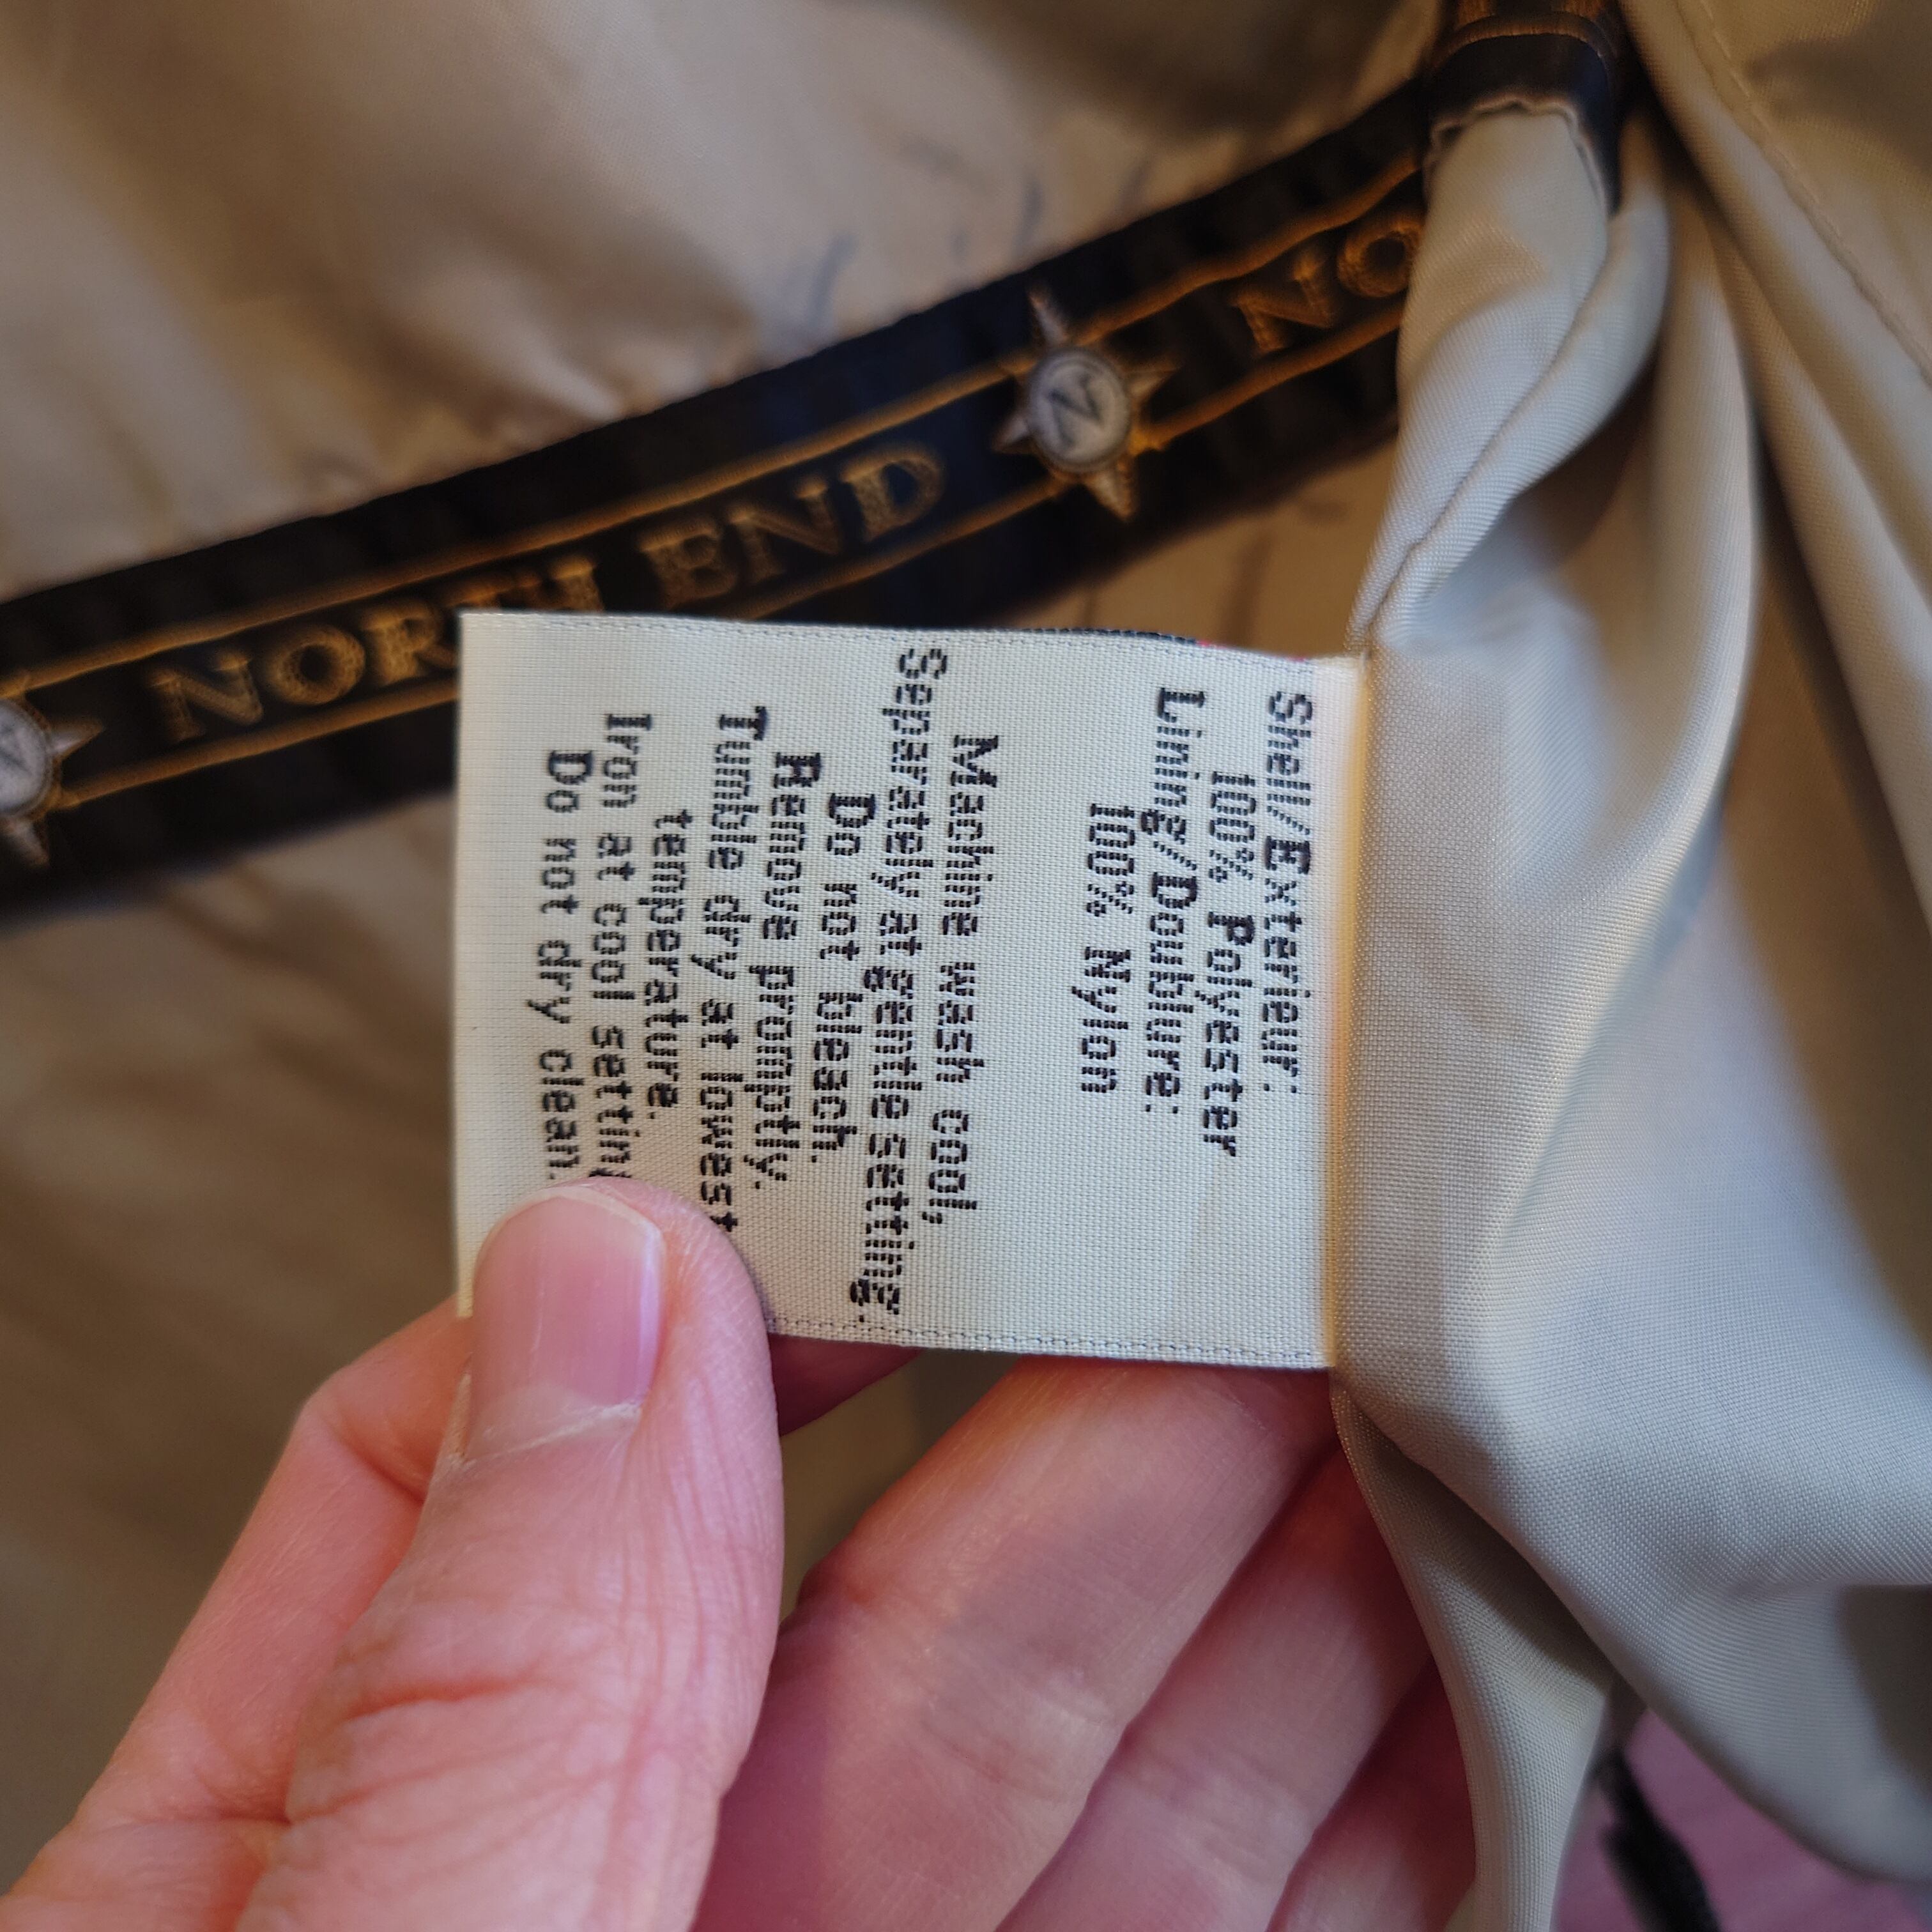 NORTH END
NO
N
N
Shell/Exterieur:
100% Polyester
Lining/Doublure:
100% Nylon
Machine wash cool,
Separately at gentle setting.
Do not bleach.
Remove promptly.
Tumble dry at lowest
temperature.
Iron at cool setting
Do not dry clean.